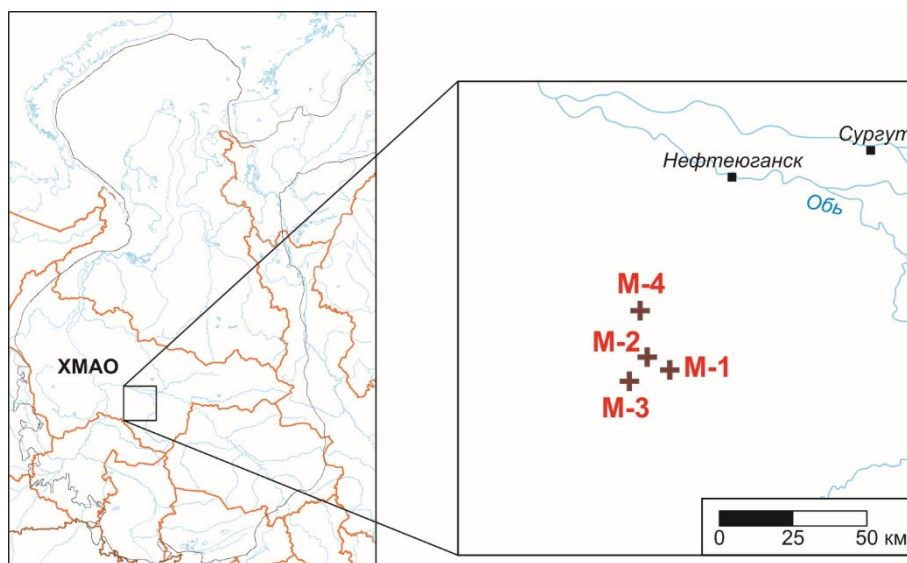 ХМАО
Сургут
Нефтеюганск
Обь
М-4
М-2
М-1
М-3
0 25 50 км